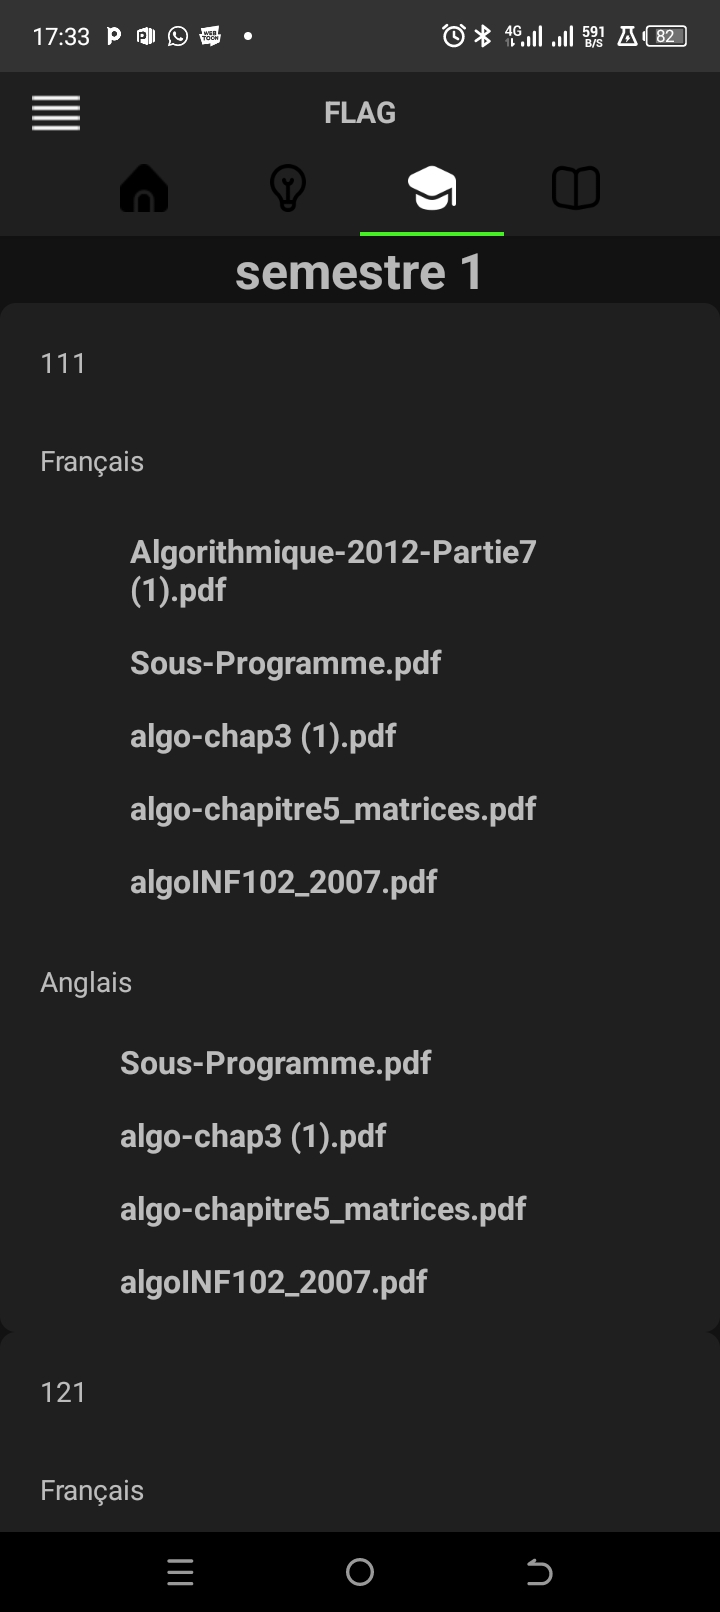 17:33
4G
591
B/S
82
FLAG
semestre 1
111
Français
Algorithmique-2012-Partie7
(1).pdf
Sous-Programme.pdf
algo-chap3 (1).pdf
algo-chapitre5_matrices.pdf
algoINF102_2007.pdf
Anglais
Sous-Programme.pdf
algo-chap3 (1).pdf
algo-chapitre5_matrices.pdf
algoINF102_2007.pdf
121
Français